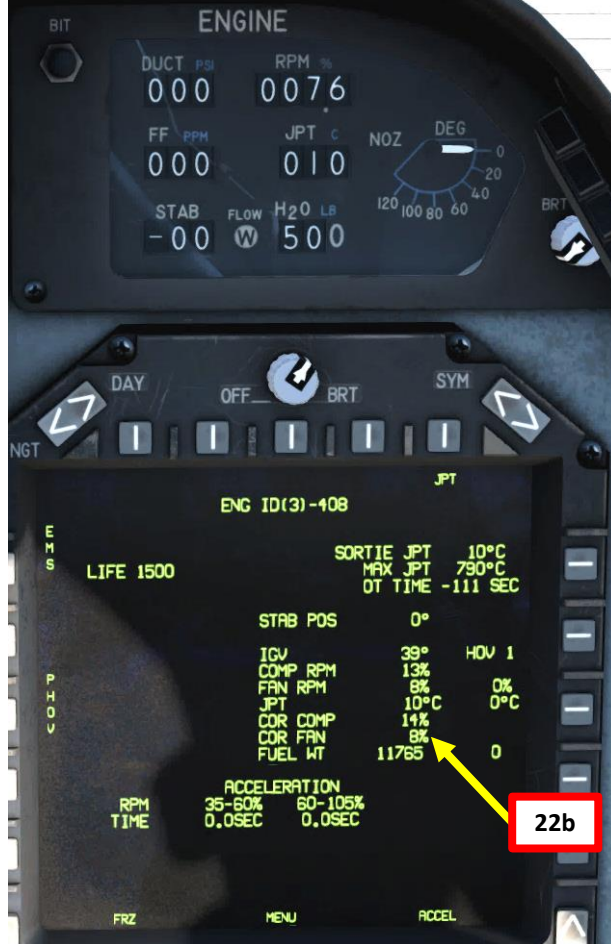 BIT
ENGINE
DUCT PSI
RPM %
000
0076
FF PPM
JPT C
000
010
NOZ
DEG
0
20
40
60
80
100
120
STAB
FLOW
H2O LB
-00
W
500
BRT
DAY
OFF
BRT
SYM
NGT
JPT
ENG ID(3)-408
EMS
SORTIE JPT 10°C
LIFE 1500
MAX JPT 790°C
OT TIME -111 SEC
STAB POS 0°
IGV 39° HOV 1
COMP RPM 13%
FAN RPM 8% 0%
PHOV
JPT 10°C 0°C
COR COMP 14%
COR FAN 8%
FUEL WT 11765 0
ACCELERATION
RPM 35-60% 60-105%
TIME 0.0SEC 0.0SEC
22b
FRZ MENU ACCEL